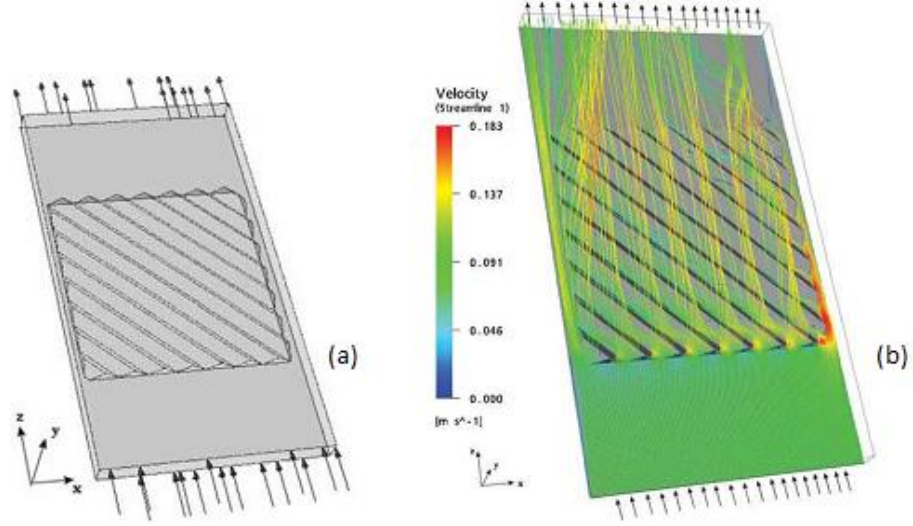 z
y
x
(a)
Velocity
(Streamline 1)
0.183
0.137
0.091
0.046
0.000
[m s^-1]
z
y
x
(b)